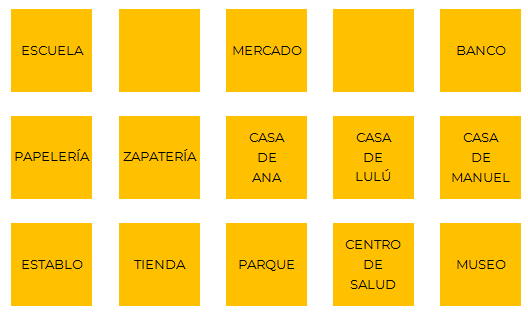 ESCUELA
MERCADO
BANCO
PAPELERÍA
ZAPATERÍA
CASA
DE
ANA
CASA
DE
LULÚ
CASA
DE
MANUEL
ESTABLO
TIENDA
PARQUE
CENTRO
DE
SALUD
MUSEO